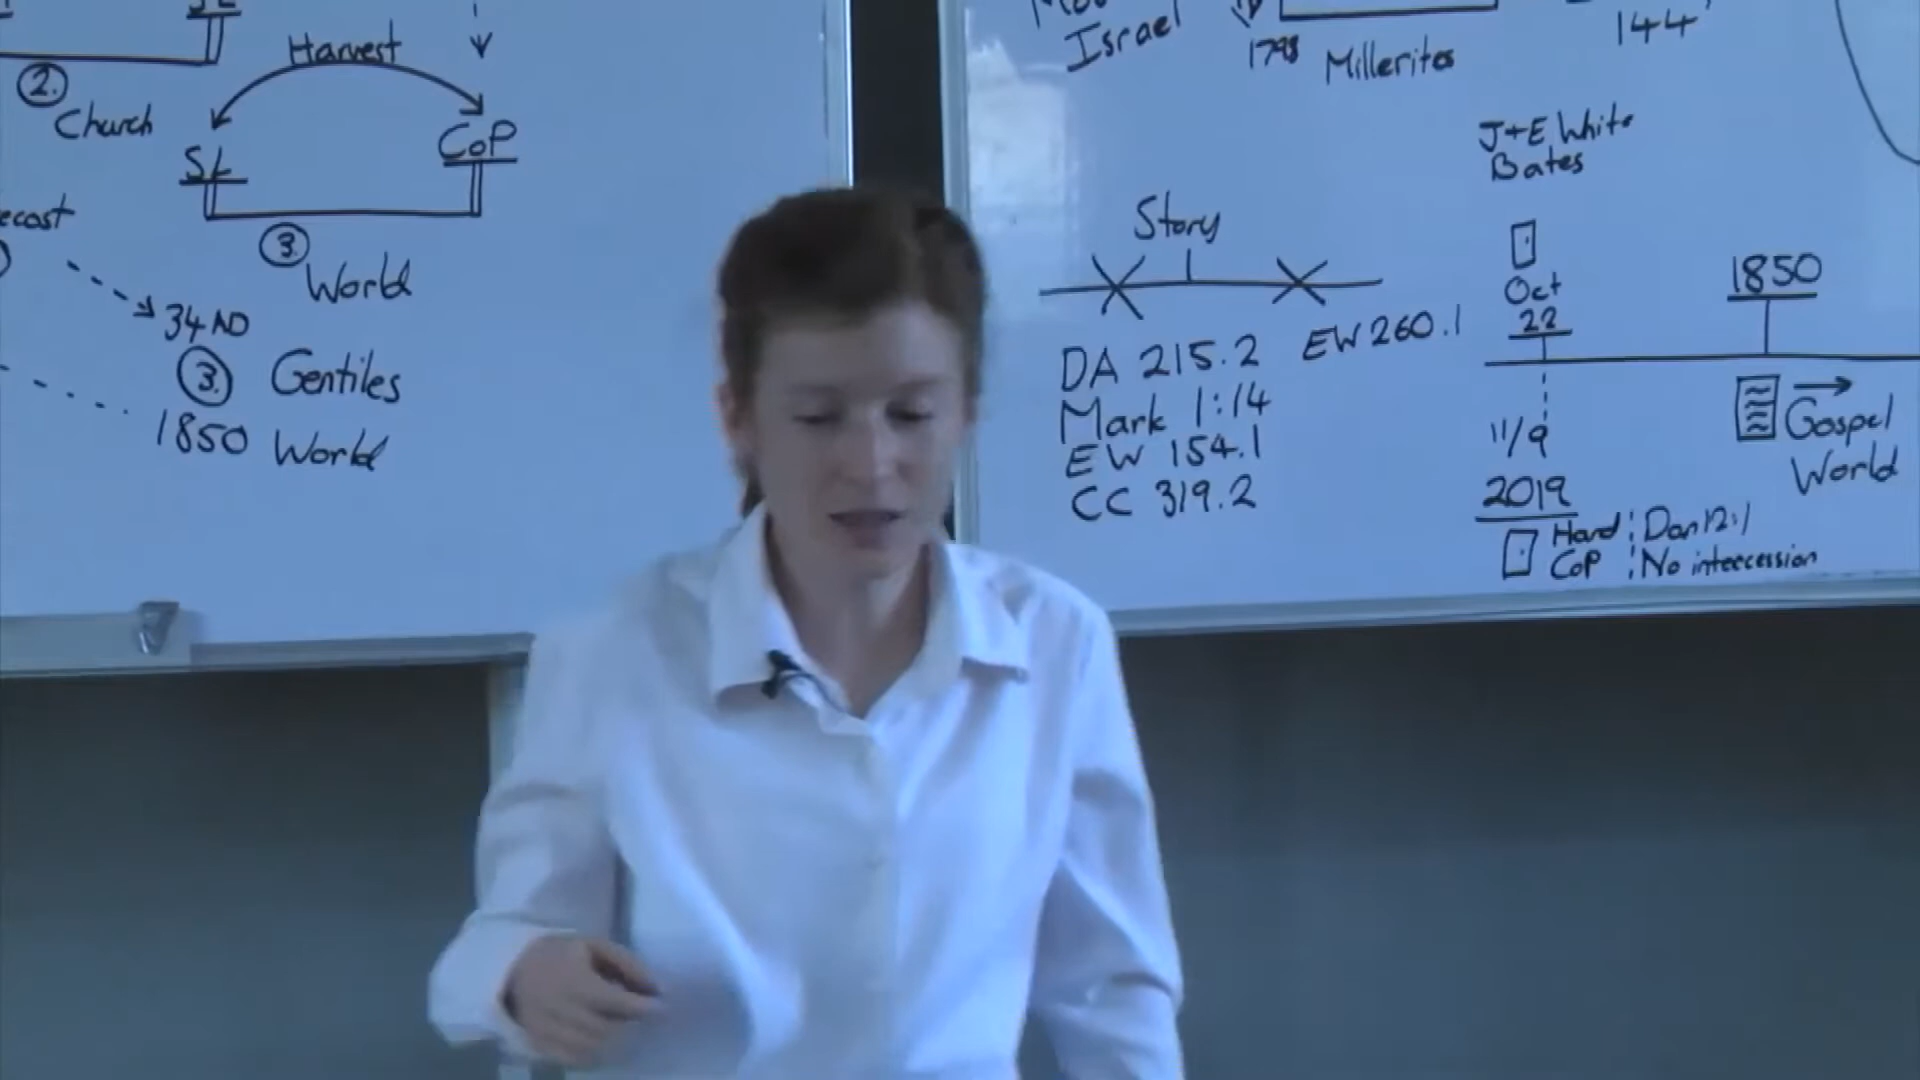 Harvest
2.
Church
SL
CoP
ecast
3.
World
34 AD
3.
Gentiles
1850 World
Israel
1798
Millerites
144
J+E White
Bates
Story
Oct
22
1850
DA 215.2
EW 260.1
Mark 1:14
EW 154.1
CC 319.2
11/9
2019
Gospel
World
Hard Dan 12:1
CoP No intercession